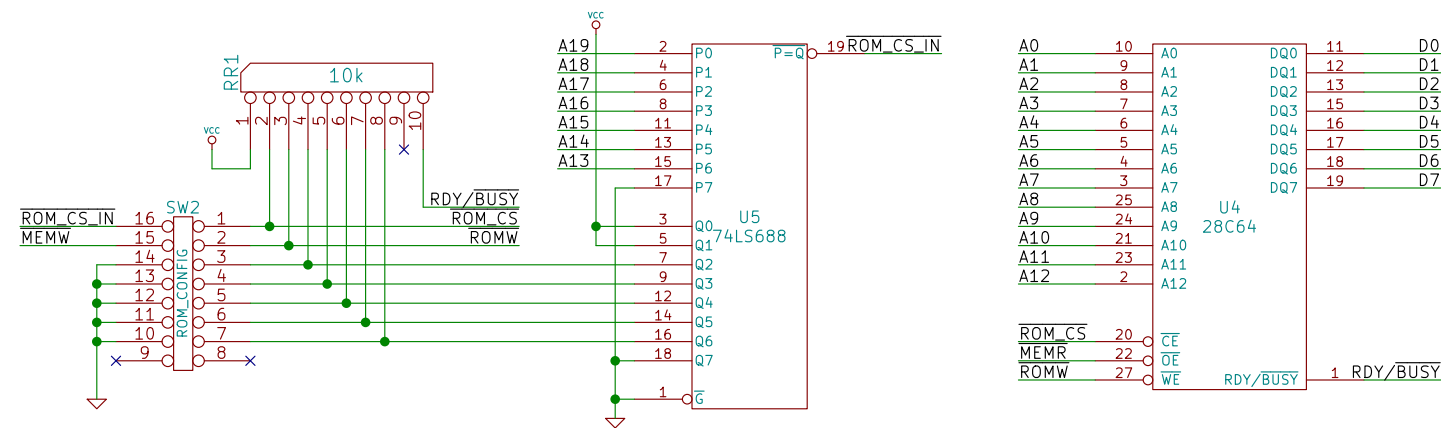 RR1
10k
vcc
1 2 3 4 5 6 7 8 9 10
RDY/BUSY
ROM_CS
ROMW
SW2
ROM_CONFIG
ROM_CS_IN 16 1
MEMW 15 2
14 3
13 4
12 5
11 6
10 7
9 8
vcc
U5
74LS688
A19 2 P0 P=Q 19 ROM_CS_IN
A18 4 P1
A17 6 P2
A16 8 P3
A15 11 P4
A14 13 P5
A13 15 P6
17 P7
3 Q0
5 Q1
7 Q2
9 Q3
12 Q4
14 Q5
16 Q6
18 Q7
1 G
U4
28C64
A0 10 A0 DQ0 11 D0
A1 9 A1 DQ1 12 D1
A2 8 A2 DQ2 13 D2
A3 7 A3 DQ3 15 D3
A4 6 A4 DQ4 16 D4
A5 5 A5 DQ5 17 D5
A6 4 A6 DQ6 18 D6
A7 3 A7 DQ7 19 D7
A8 25 A8
A9 24 A9
A10 21 A10
A11 23 A11
A12 2 A12
ROM_CS 20 CE
MEMR 22 OE
ROMW 27 WE RDY/BUSY 1 RDY/BUSY